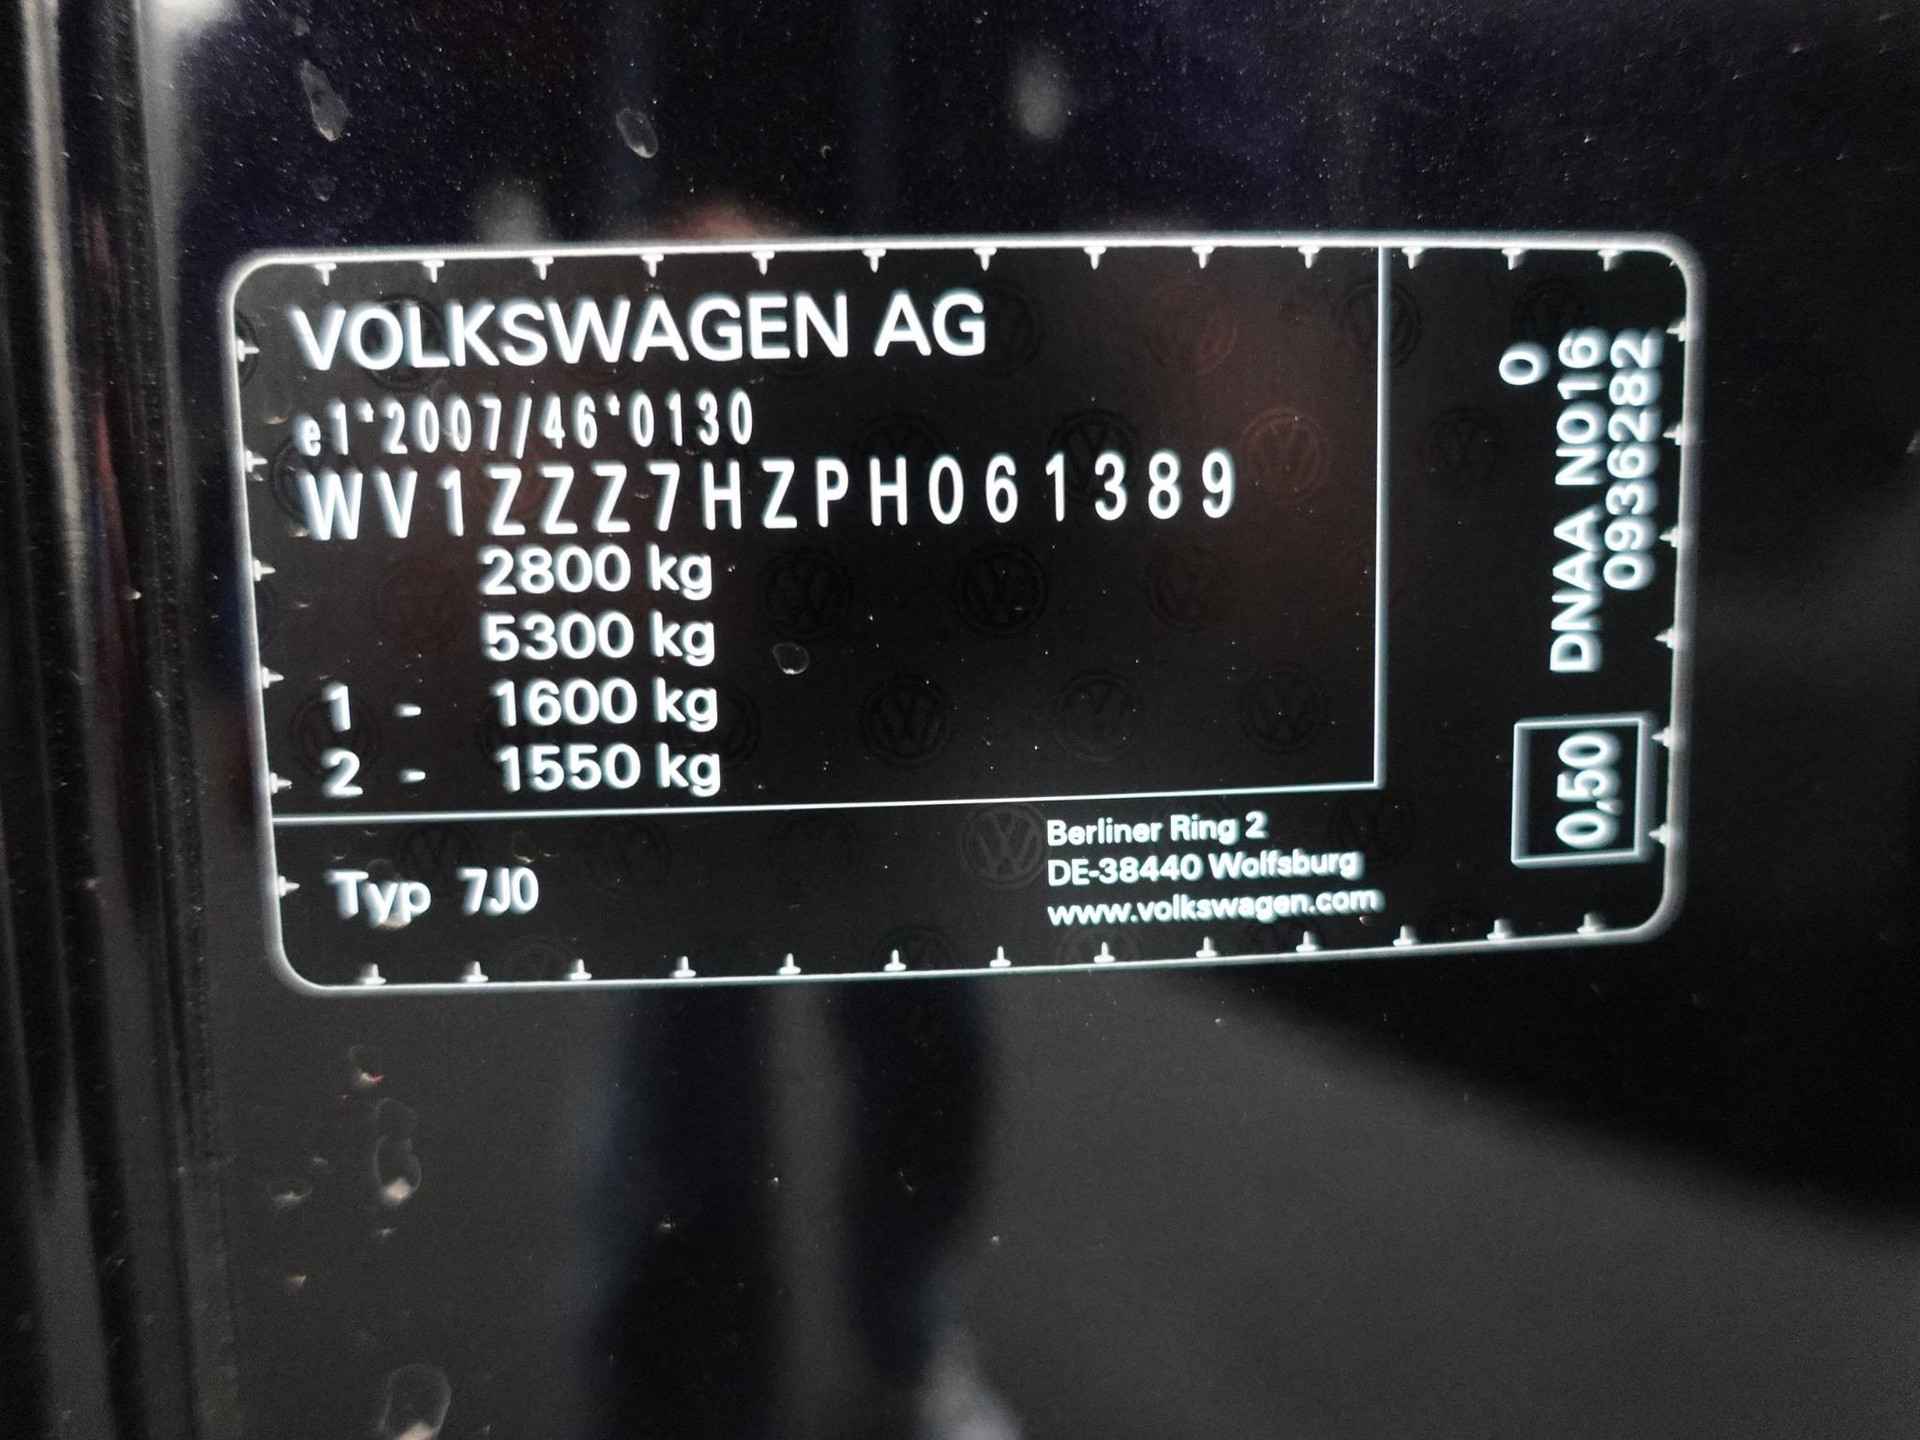 VOLKSWAGEN AG
e1*2007/46*0130
WV1ZZZ7HZPH061389
2800 kg
5300 kg
1 - 1600 kg
2 - 1550 kg
Typ 7J0
Berliner Ring 2
DE-38440 Wolfsburg
www.volkswagen.com
0
DNAA N016
0936282
0,50